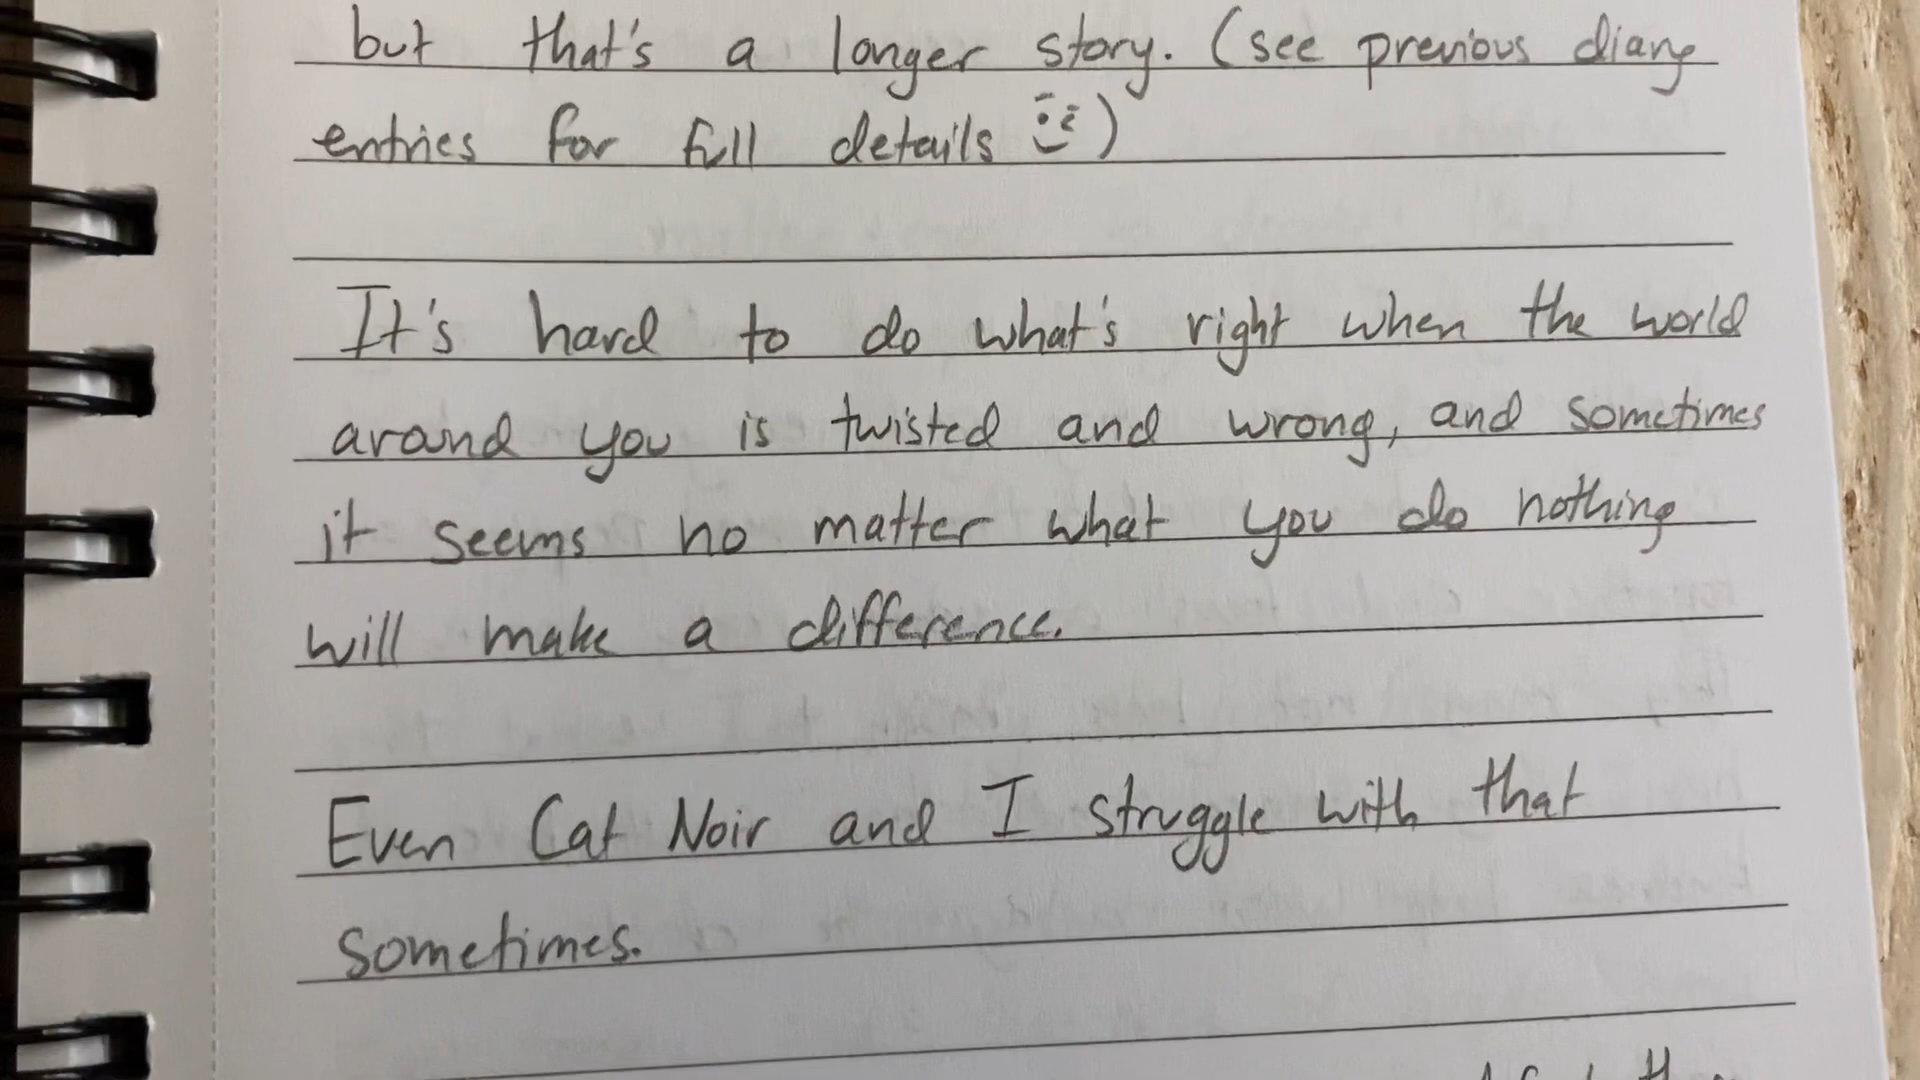 but that's a longer story. (see previous diary
entries for full details :))
It's hard to do what's right when the world
around you is twisted and wrong, and sometimes
it seems no matter what you do nothing
will make a difference.
Even Cat Noir and I struggle with that
sometimes.